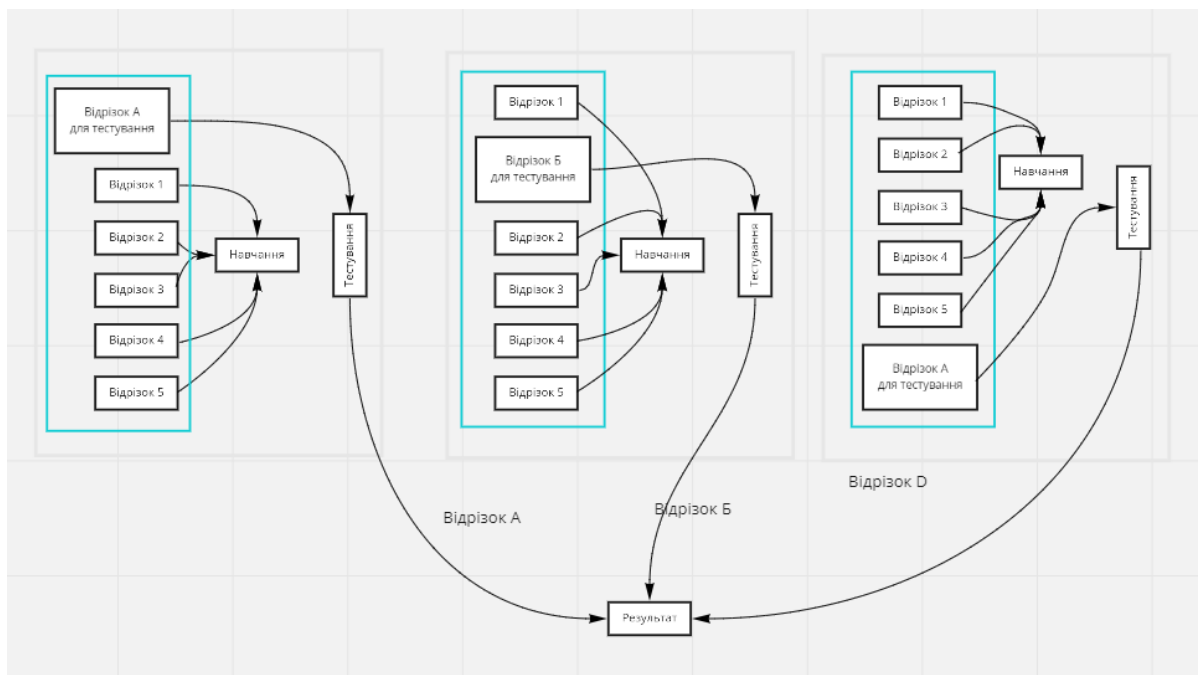 Відрізок А
для тестування
Відрізок 1
Відрізок 2
Відрізок 3
Відрізок 4
Відрізок 5
Навчання
Тестування
Відрізок 1
Відрізок Б
для тестування
Відрізок 2
Відрізок 3
Відрізок 4
Відрізок 5
Навчання
Тестування
Відрізок 1
Відрізок 2
Відрізок 3
Відрізок 4
Відрізок 5
Відрізок А
для тестування
Навчання
Тестування
Відрізок А
Відрізок Б
Відрізок D
Результат